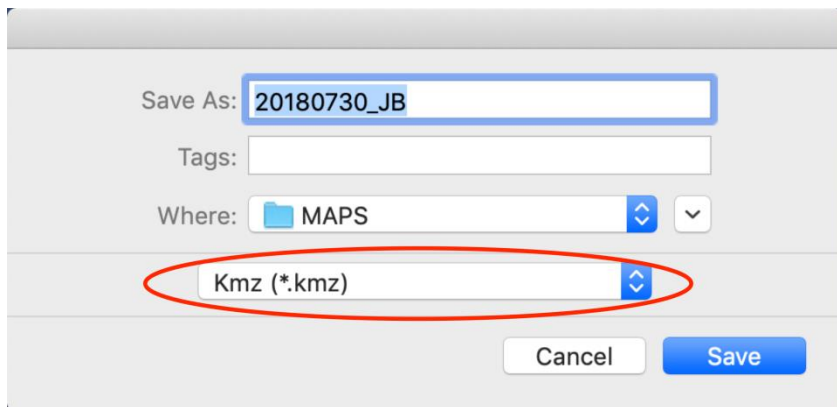 Save As: 20180730_JB
Tags:
Where: MAPS
Kmz (*.kmz)
Cancel Save